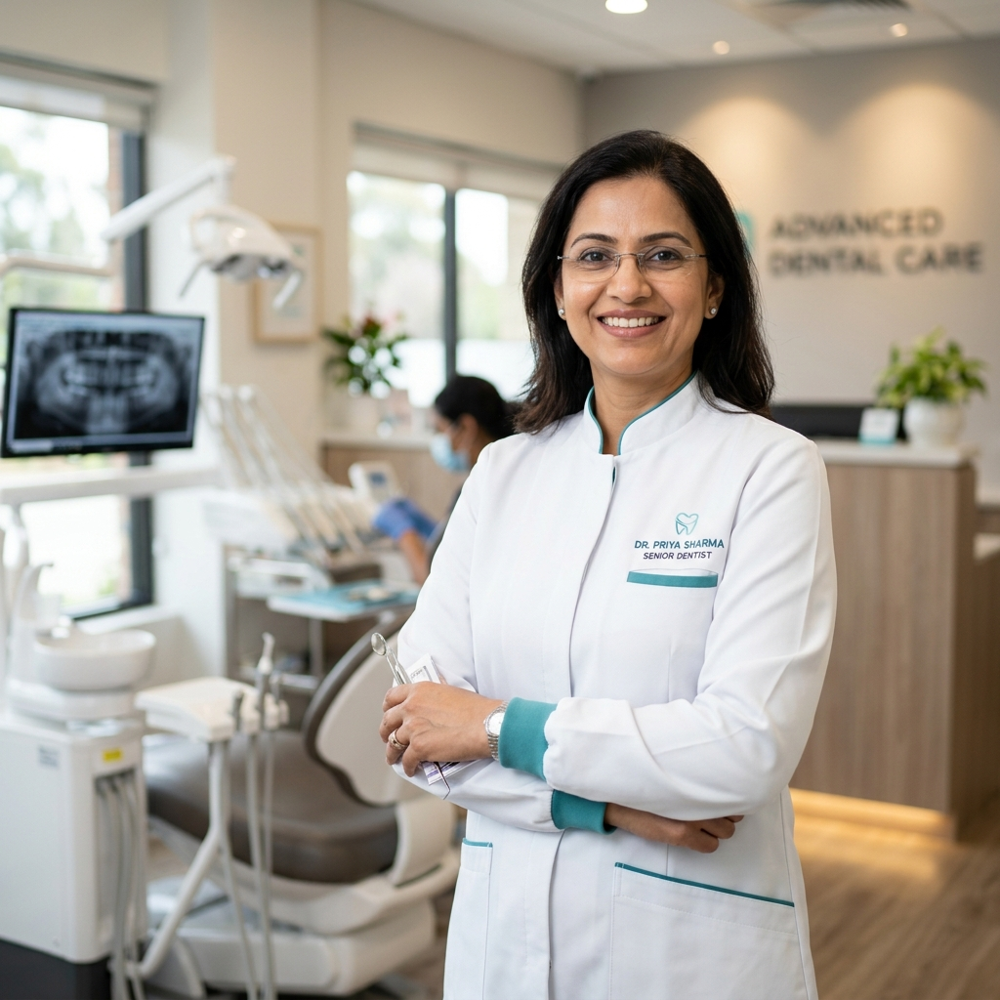 ADVANCED
DENTAL CARE
DR. PRIYA SHARMA
SENIOR DENTIST